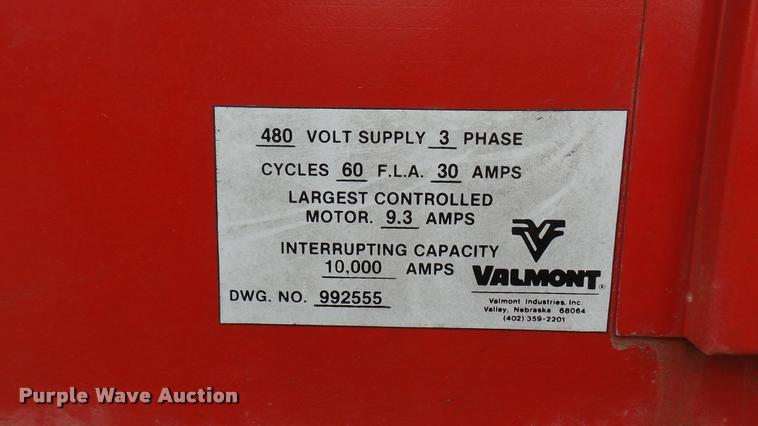 480 VOLT SUPPLY 3 PHASE
CYCLES 60 F.L.A. 30 AMPS
LARGEST CONTROLLED
MOTOR. 9.3 AMPS
INTERRUPTING CAPACITY
10,000 AMPS
DWG. NO. 992555
VALMONT®
Valmont Industries, Inc.
Valley, Nebraska 68064
(402) 359-2201
Purple Wave Auction